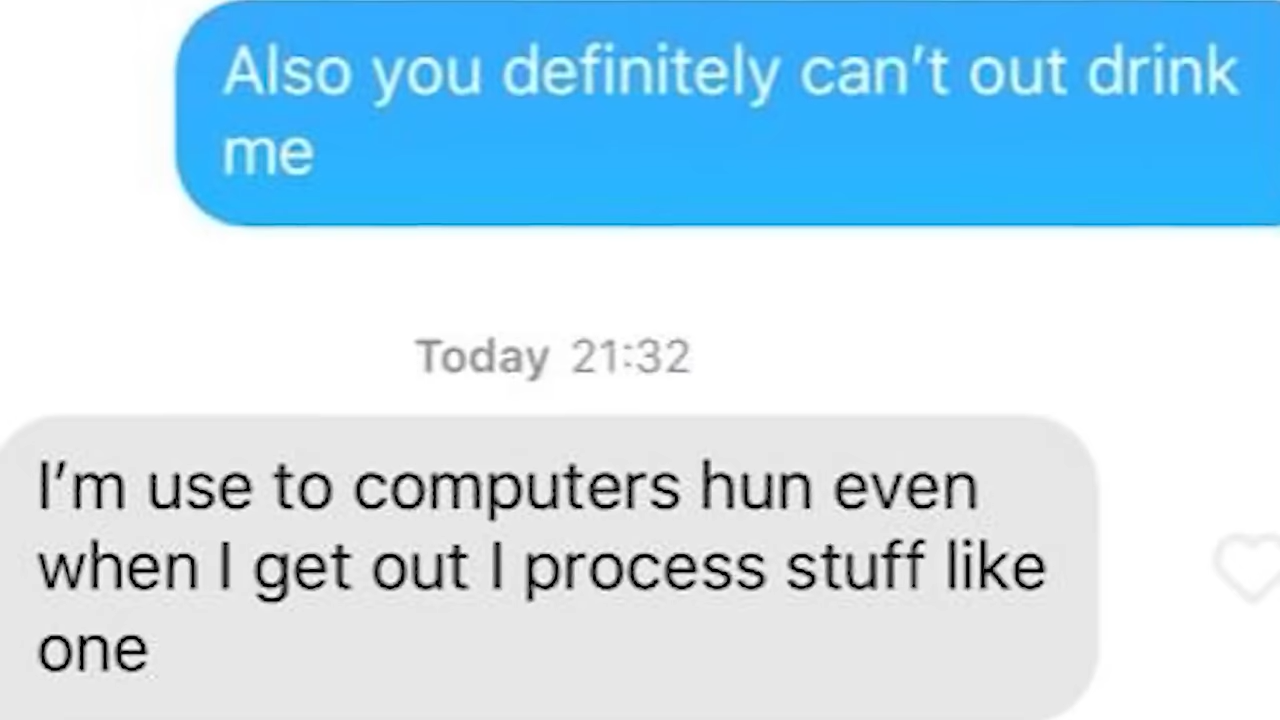 Also you definitely can’t out drink
me
Today 21:32
I’m use to computers hun even
when I get out I process stuff like
one